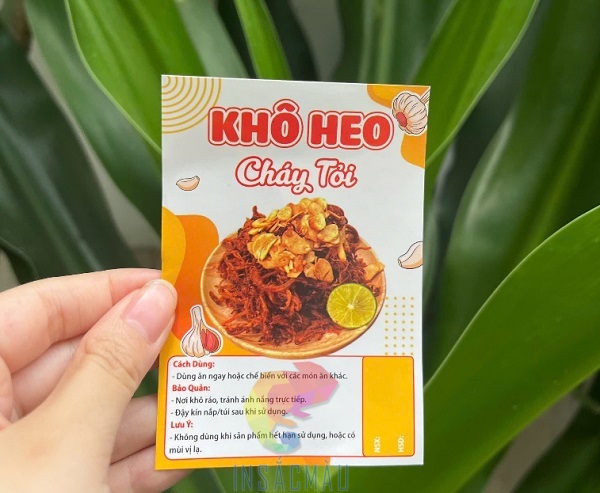 KHÔ HEO
Cháy Tỏi
Cách Dùng:
- Dùng ăn ngay hoặc chế biến với các món ăn khác.
Bảo Quản:
- Nơi khô ráo, tránh ánh nắng trực tiếp.
- Đậy kín nắp/túi sau khi sử dụng.
Lưu Ý:
- Không dùng khi sản phẩm hết hạn sử dụng, hoặc có
mùi vị lạ.
NSX:
HSD:
INSẮCMÀU